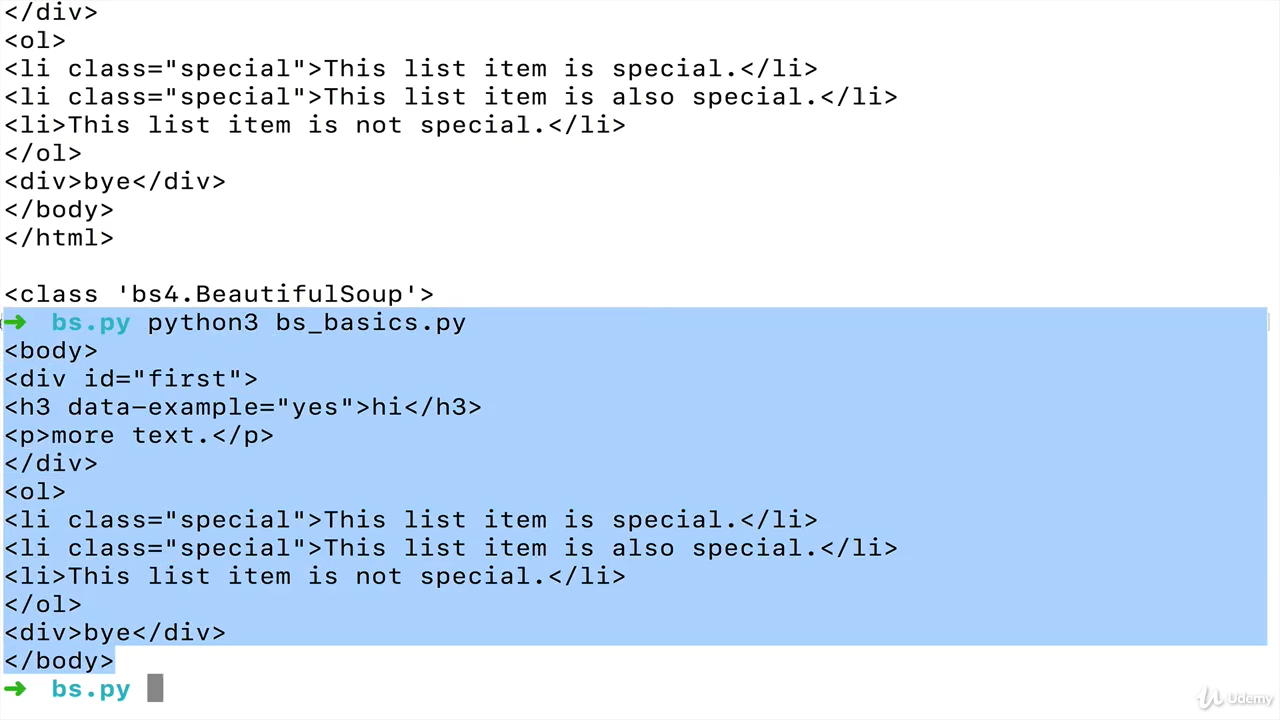 </div>
<ol>
<li class="special">This list item is special.</li>
<li class="special">This list item is also special.</li>
<li>This list item is not special.</li>
</ol>
<div>bye</div>
</body>
</html>
<class 'bs4.BeautifulSoup'>
➜ bs.py python3 bs_basics.py
<body>
<div id="first">
<h3 data-example="yes">hi</h3>
<p>more text.</p>
</div>
<ol>
<li class="special">This list item is special.</li>
<li class="special">This list item is also special.</li>
<li>This list item is not special.</li>
</ol>
<div>bye</div>
</body>
➜ bs.py
Udemy